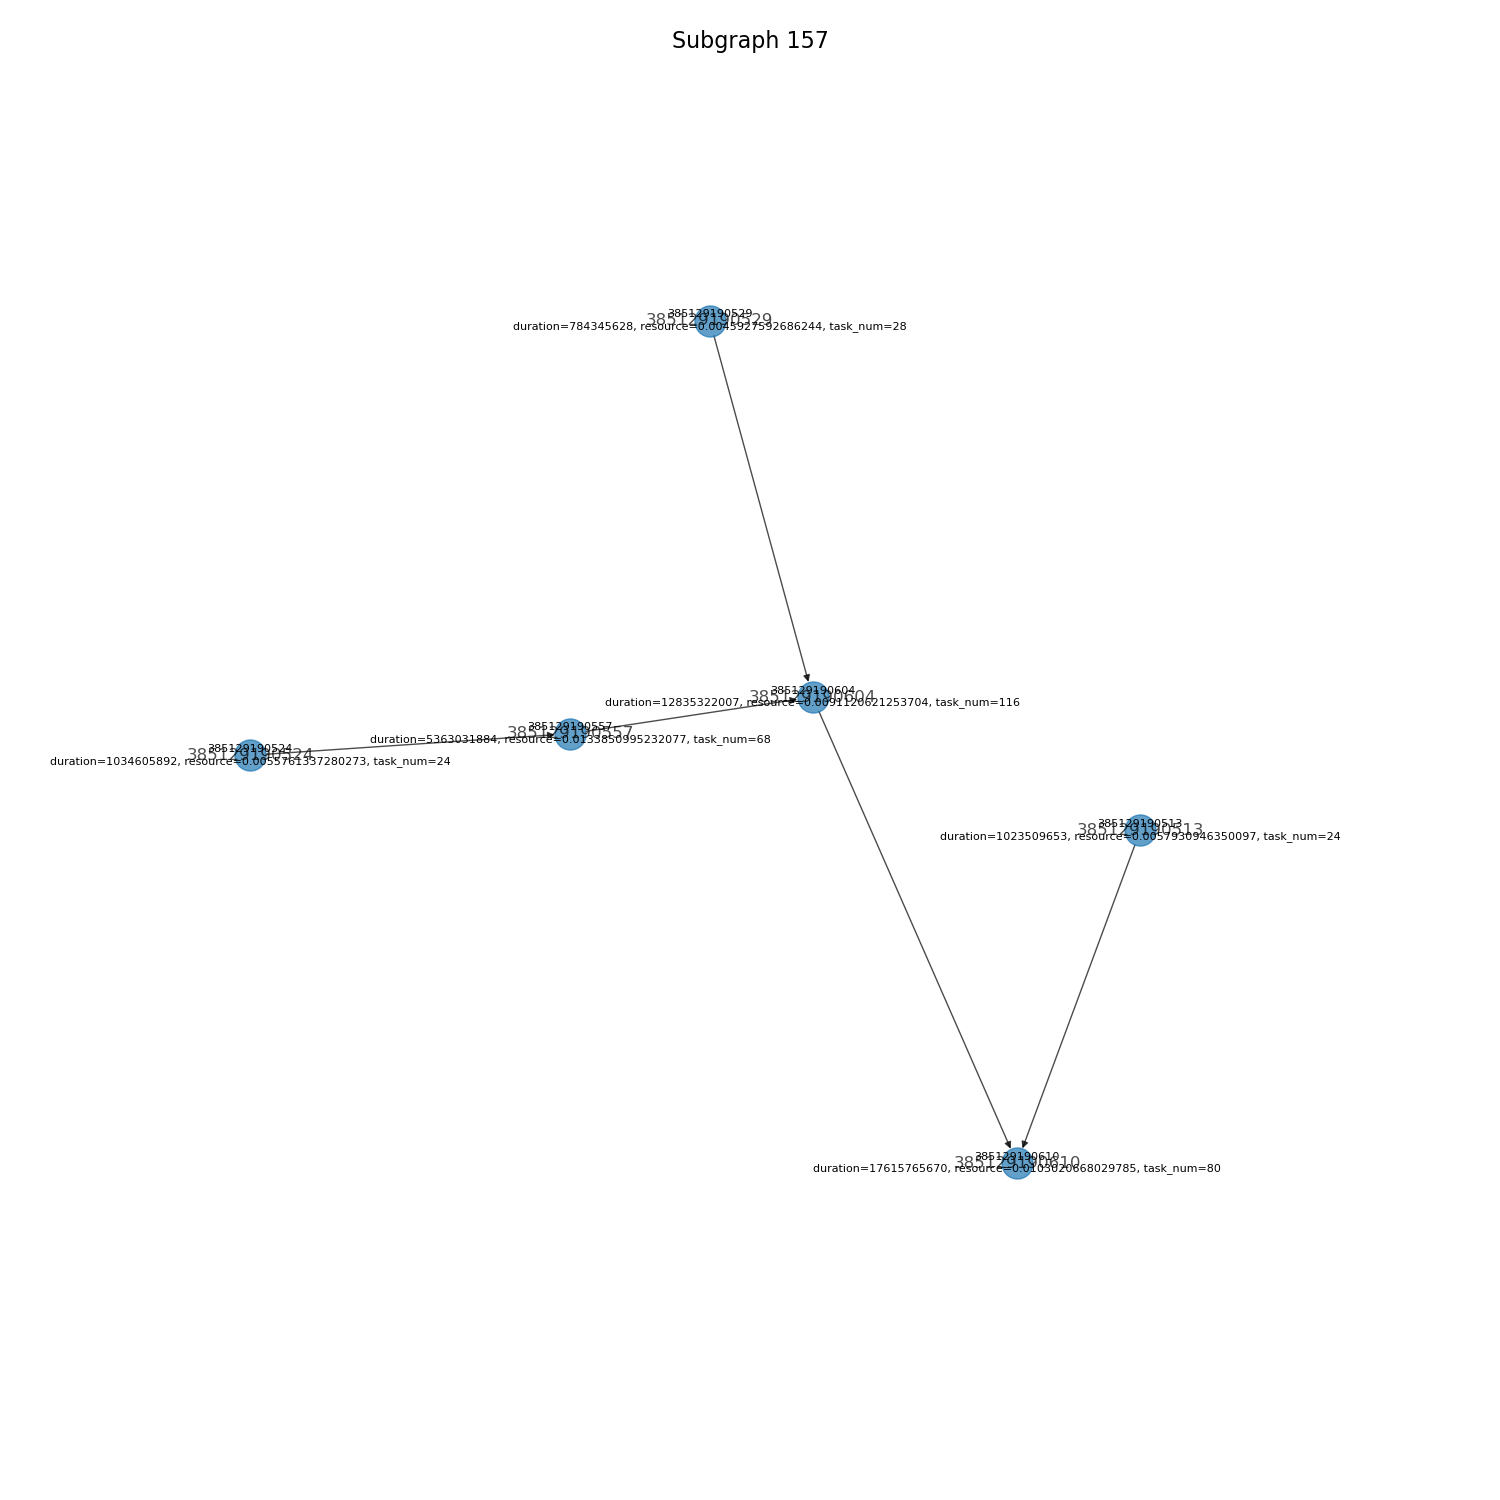 Subgraph 157
385129190529
385129190529
duration=784345628, resource=0.0045927592686244, task_num=28
385129190604
385129190604
duration=12835322007, resource=0.0091120621253704, task_num=116
385129190557
385129190557
duration=5363031884, resource=0.0133850995232077, task_num=68
385129190524
385129190524
duration=1034605892, resource=0.0055761337280273, task_num=24
385129190513
385129190513
duration=1023509653, resource=0.0057930946350097, task_num=24
385129190610
385129190610
duration=17615765670, resource=0.0103020668029785, task_num=80